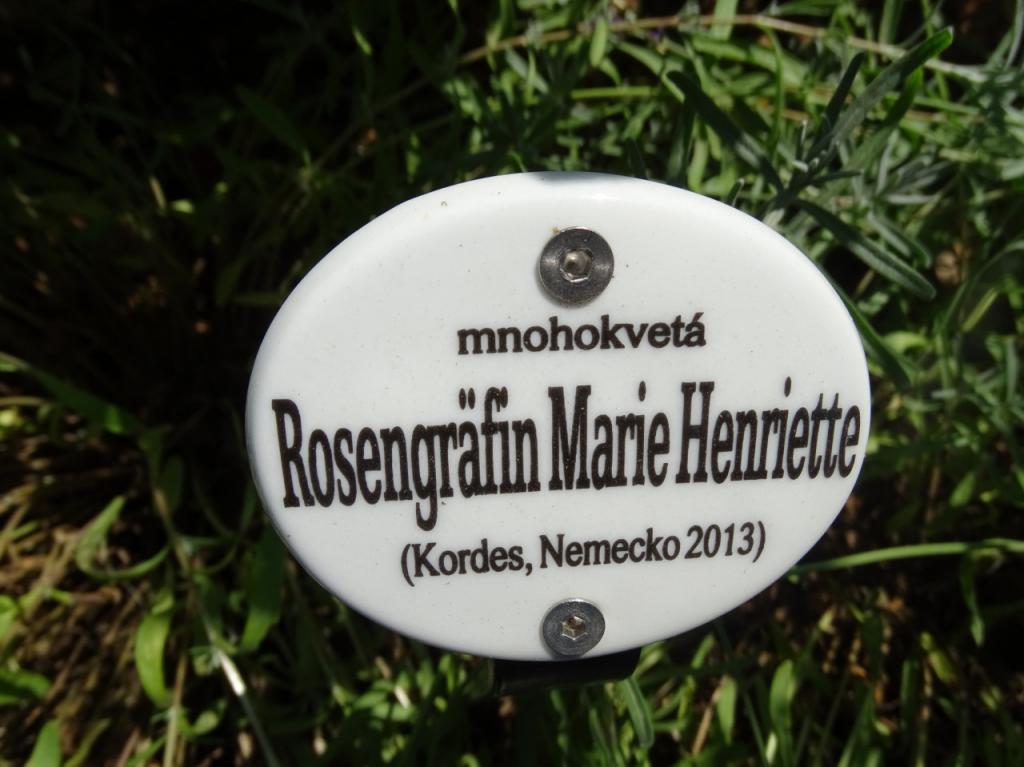 mnohokvetá
Rosengräfin Marie Henriette
(Kordes, Nemecko 2013)